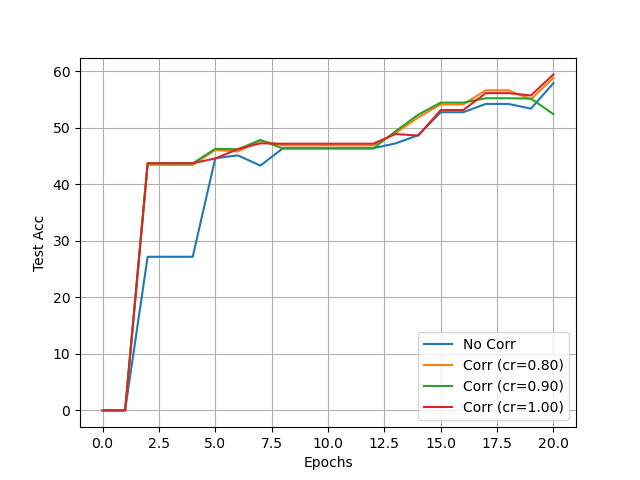 60
50
40
30
20
10
0
Test Acc
No Corr
Corr (cr=0.80)
Corr (cr=0.90)
Corr (cr=1.00)
0.0 2.5 5.0 7.5 10.0 12.5 15.0 17.5 20.0
Epochs